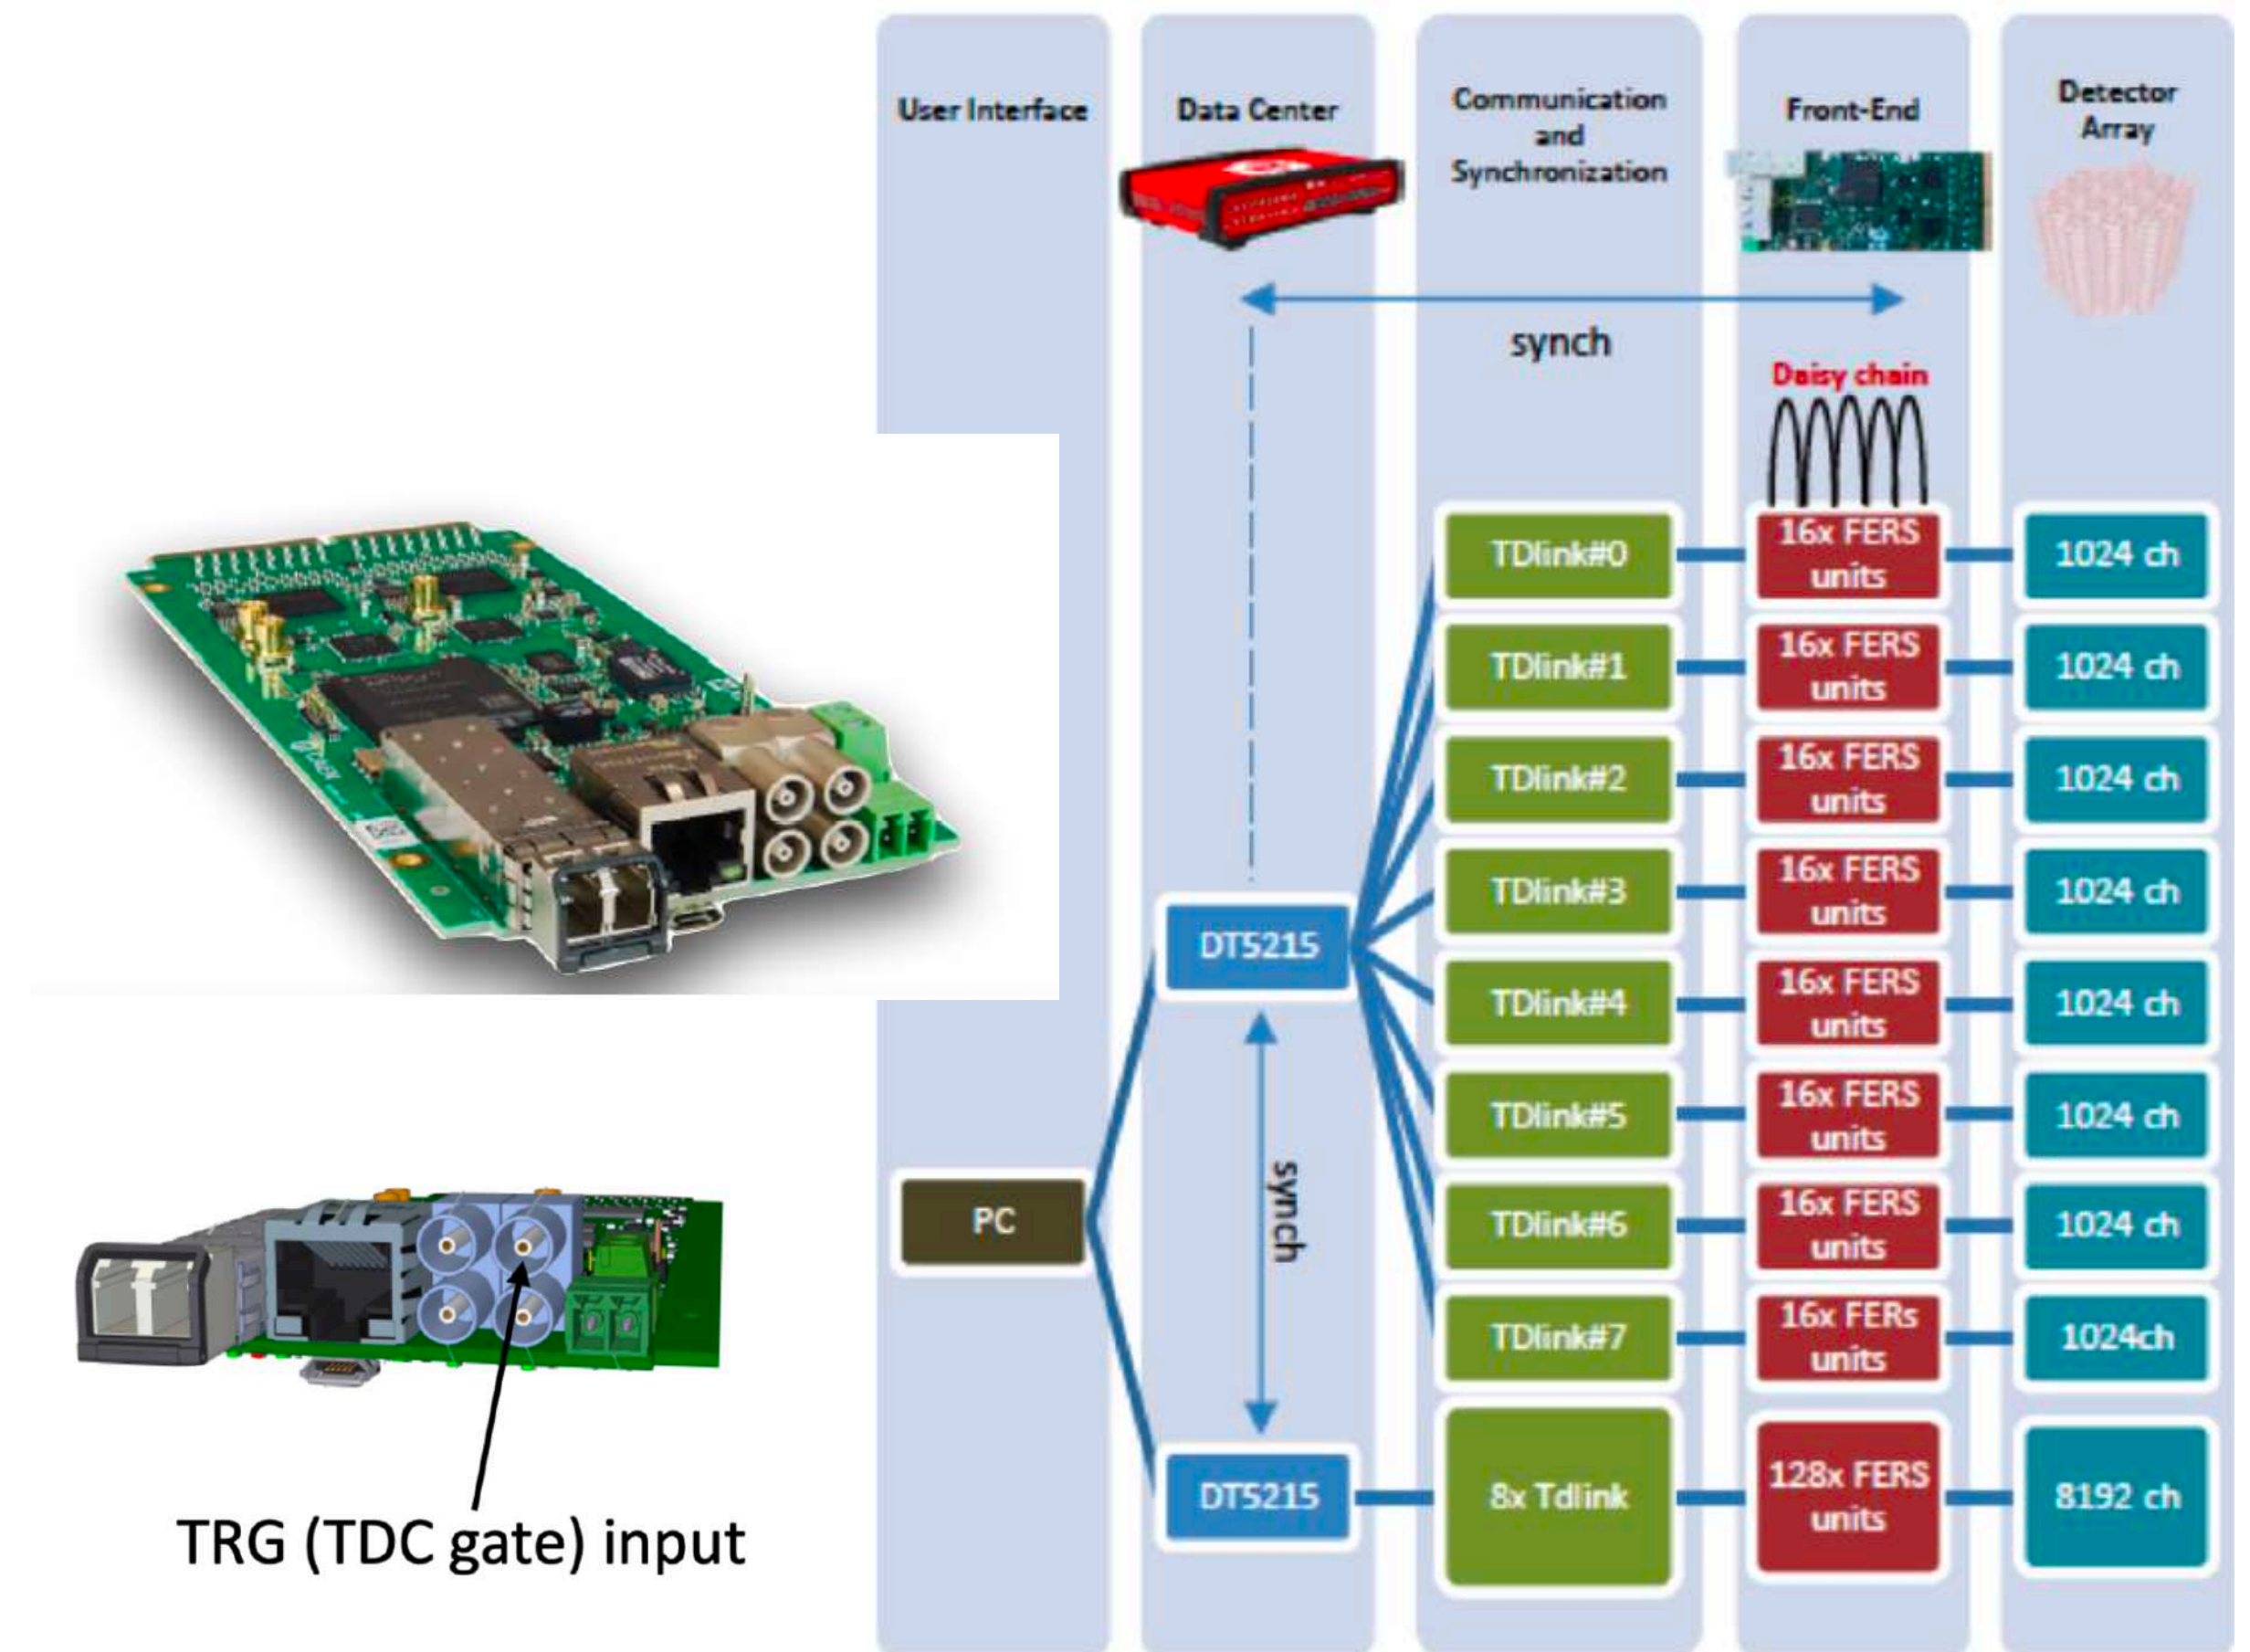 User Interface
Data Center
Communication
and
Synchronization
Front-End
Detector
Array
synch
Daisy chain
TDlink#0
16x FERS
units
1024 ch
TDlink#1
16x FERS
units
1024 ch
TDlink#2
16x FERS
units
1024 ch
TDlink#3
16x FERS
units
1024 ch
DT5215
TDlink#4
16x FERS
units
1024 ch
TDlink#5
16x FERS
units
1024 ch
synch
PC
TDlink#6
16x FERS
units
1024 ch
TDlink#7
16x FERs
units
1024ch
DT5215
8x Tdlink
128x FERS
units
8192 ch
CAEN
TRG (TDC gate) input